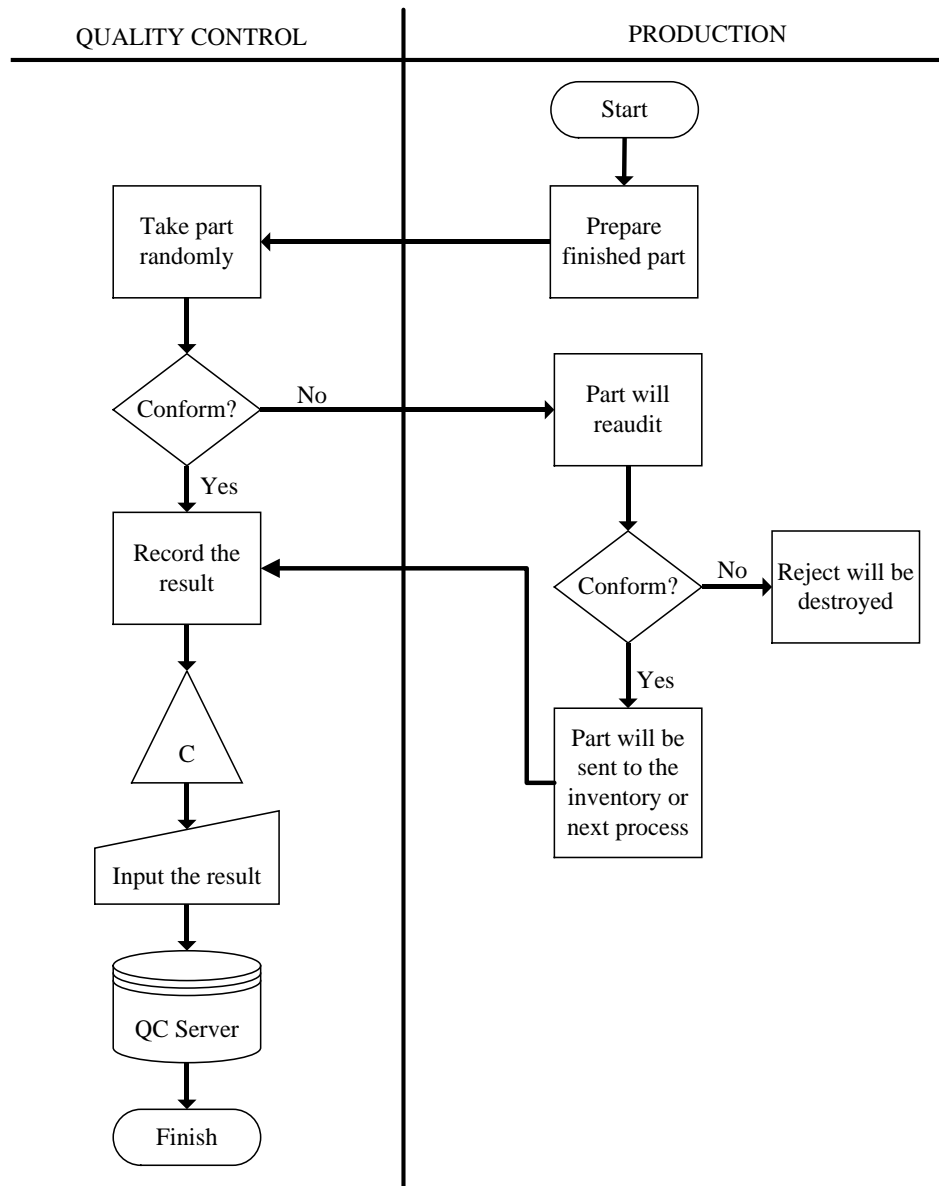 QUALITY CONTROL
PRODUCTION
Start
Take part
randomly
Prepare
finished part
Conform?
No
Part will
reaudit
Yes
Record the
result
Conform?
No
Reject will be
destroyed
Yes
C
Part will be
sent to the
inventory or
next process
Input the result
QC Server
Finish